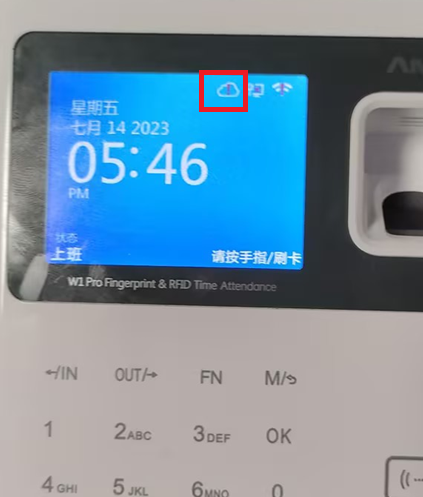 星期五
七月 14 2023
05:46
PM
状态
上班
请按手指/刷卡
W1 Pro Fingerprint & RFID Time Attendance
←/IN OUT/→ FN M/↩
1 2ABC 3DEF OK
4GHI 5JKL 6MNO 0